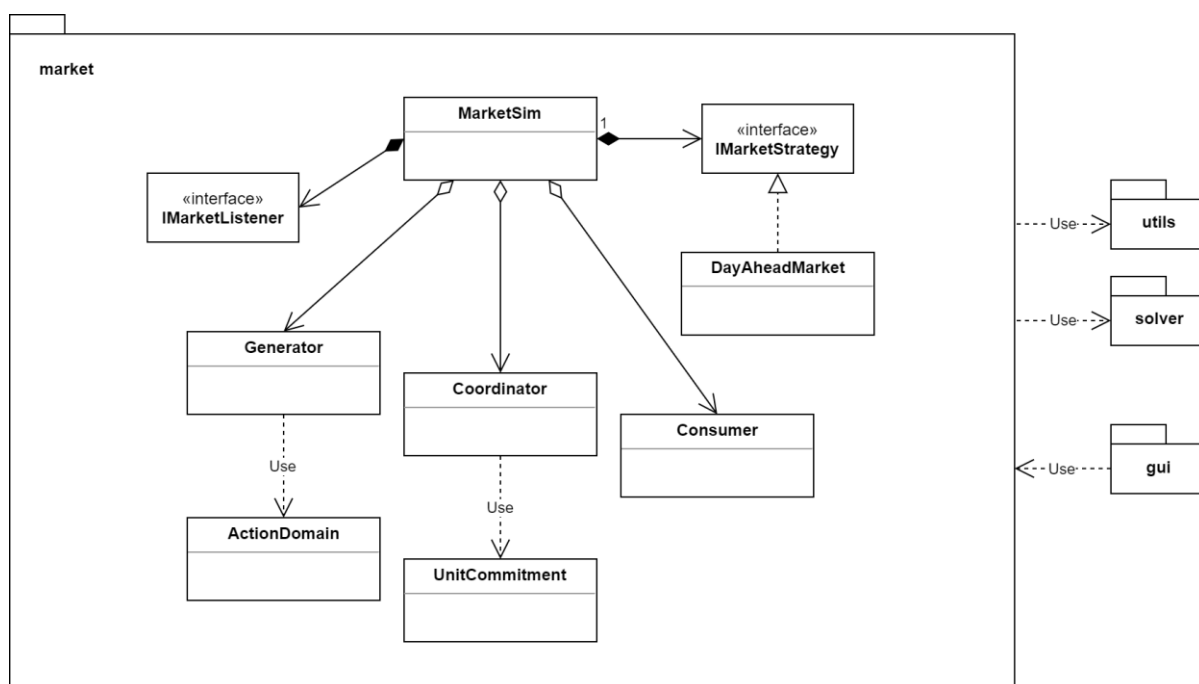 market
MarketSim
1
«interface»
IMarketStrategy
«interface»
IMarketListener
utils
Use
DayAheadMarket
solver
Use
Generator
Coordinator
Consumer
gui
Use
Use
Use
ActionDomain
UnitCommitment